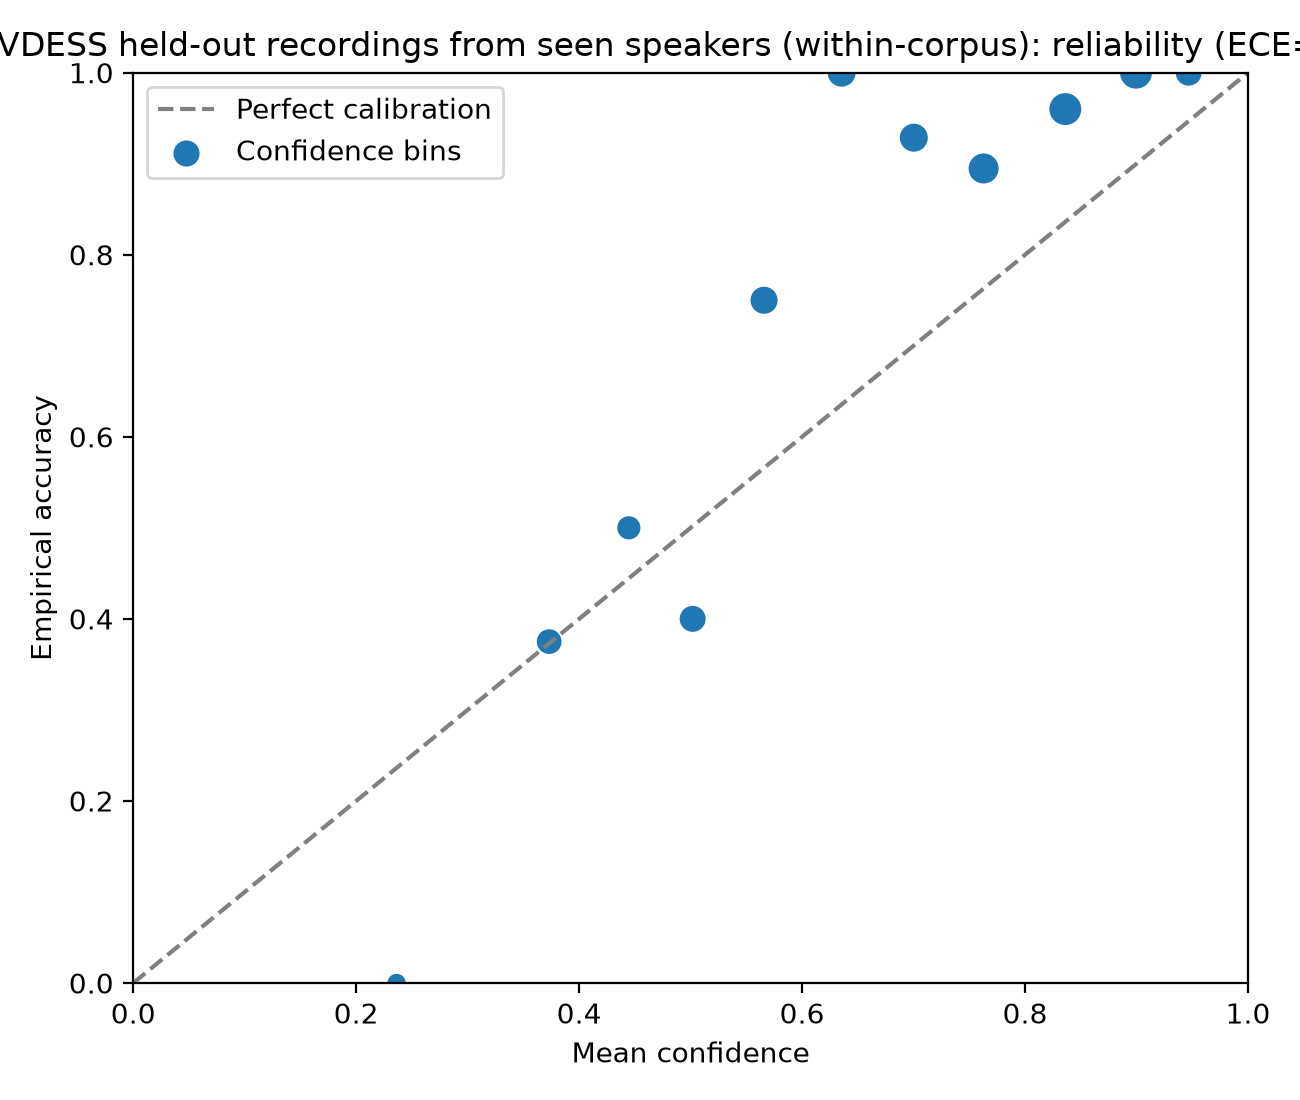 VDESS held-out recordings from seen speakers (within-corpus): reliability (ECE=
Perfect calibration
Confidence bins
1.0
0.8
0.6
0.4
0.2
0.0
Empirical accuracy
0.0 0.2 0.4 0.6 0.8 1.0
Mean confidence